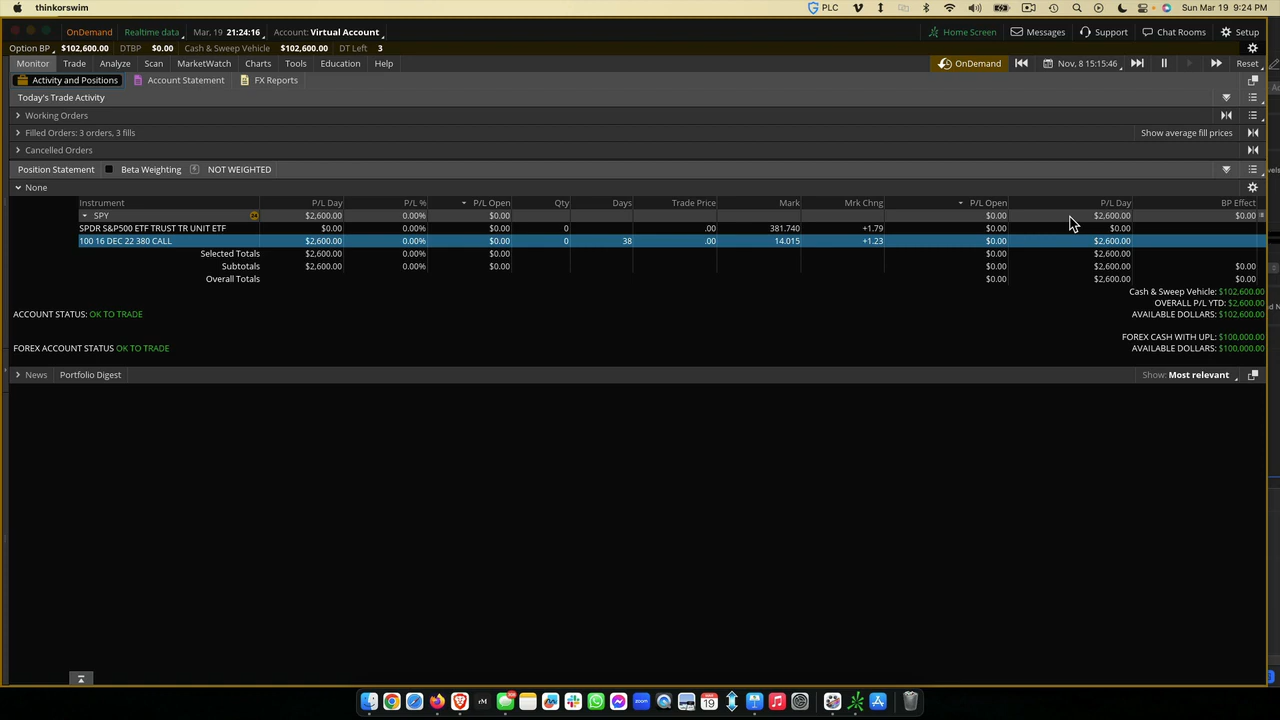 thinkorswim PLC Sun Mar 19 9:24 PM
OnDemand Realtime data Mar, 19 21:24:16 Account: Virtual Account Home Screen Messages Support Chat Rooms Setup
Option BP $102,600.00 DTBP $0.00 Cash & Sweep Vehicle $102,600.00 DT Left 3
Monitor Trade Analyze Scan MarketWatch Charts Tools Education Help OnDemand Nov. 8 15:15:46 Reset
Activity and Positions Account Statement FX Reports
Today's Trade Activity
Working Orders
Filled Orders: 3 orders, 3 fills Show average fill prices
Cancelled Orders
Position Statement Beta Weighting NOT WEIGHTED
None
Instrument P/L Day P/L % P/L Open Qty Days Trade Price Mark Mrk Chng P/L Open P/L Day BP Effect
SPY $2,600.00 0.00% $0.00 $0.00 $2,600.00 $0.00
SPDR S&P500 ETF TRUST TR UNIT ETF $0.00 0.00% $0.00 0 .00 381.740 +1.79 $0.00 $0.00
100 16 DEC 22 380 CALL $2,600.00 0.00% $0.00 0 38 .00 14.015 +1.23 $0.00 $2,600.00
Selected Totals $2,600.00 0.00% $0.00 $0.00 $2,600.00
Subtotals $2,600.00 0.00% $0.00 $0.00 $2,600.00 $0.00
Overall Totals $0.00 $2,600.00 $0.00
Cash & Sweep Vehicle: $102,600.00
OVERALL P/L YTD: $2,600.00
ACCOUNT STATUS: OK TO TRADE AVAILABLE DOLLARS: $102,600.00
FOREX CASH WITH UPL: $100,000.00
FOREX ACCOUNT STATUS OK TO TRADE AVAILABLE DOLLARS: $100,000.00
News Portfolio Digest Show: Most relevant